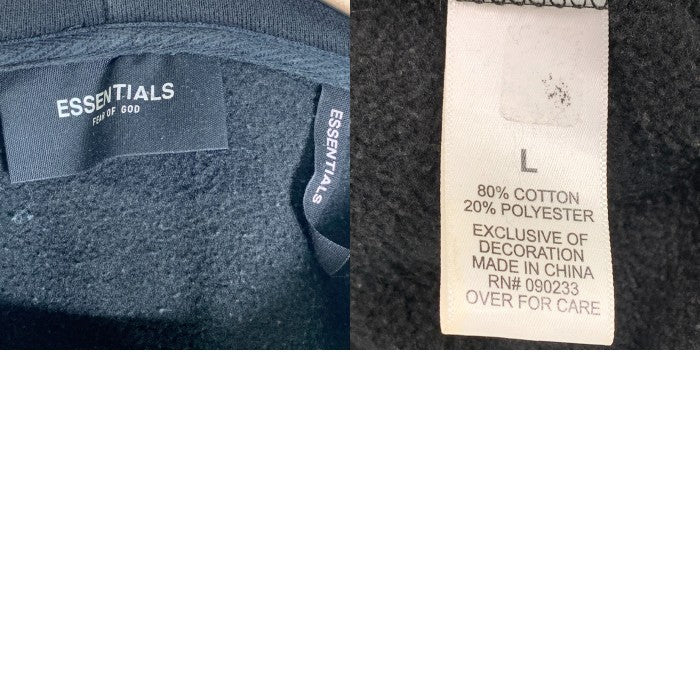 ESSENTIALS
FEAR OF GOD
ESSENTIALS
L
80% COTTON
20% POLYESTER
EXCLUSIVE OF
DECORATION
MADE IN CHINA
RN# 090233
OVER FOR CARE